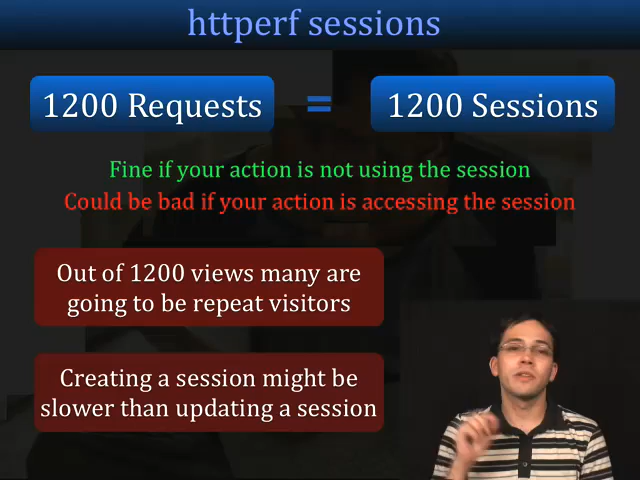 httperf sessions
1200 Requests = 1200 Sessions
Fine if your action is not using the session
Could be bad if your action is accessing the session
Out of 1200 views many are
going to be repeat visitors
Creating a session might be
slower than updating a session